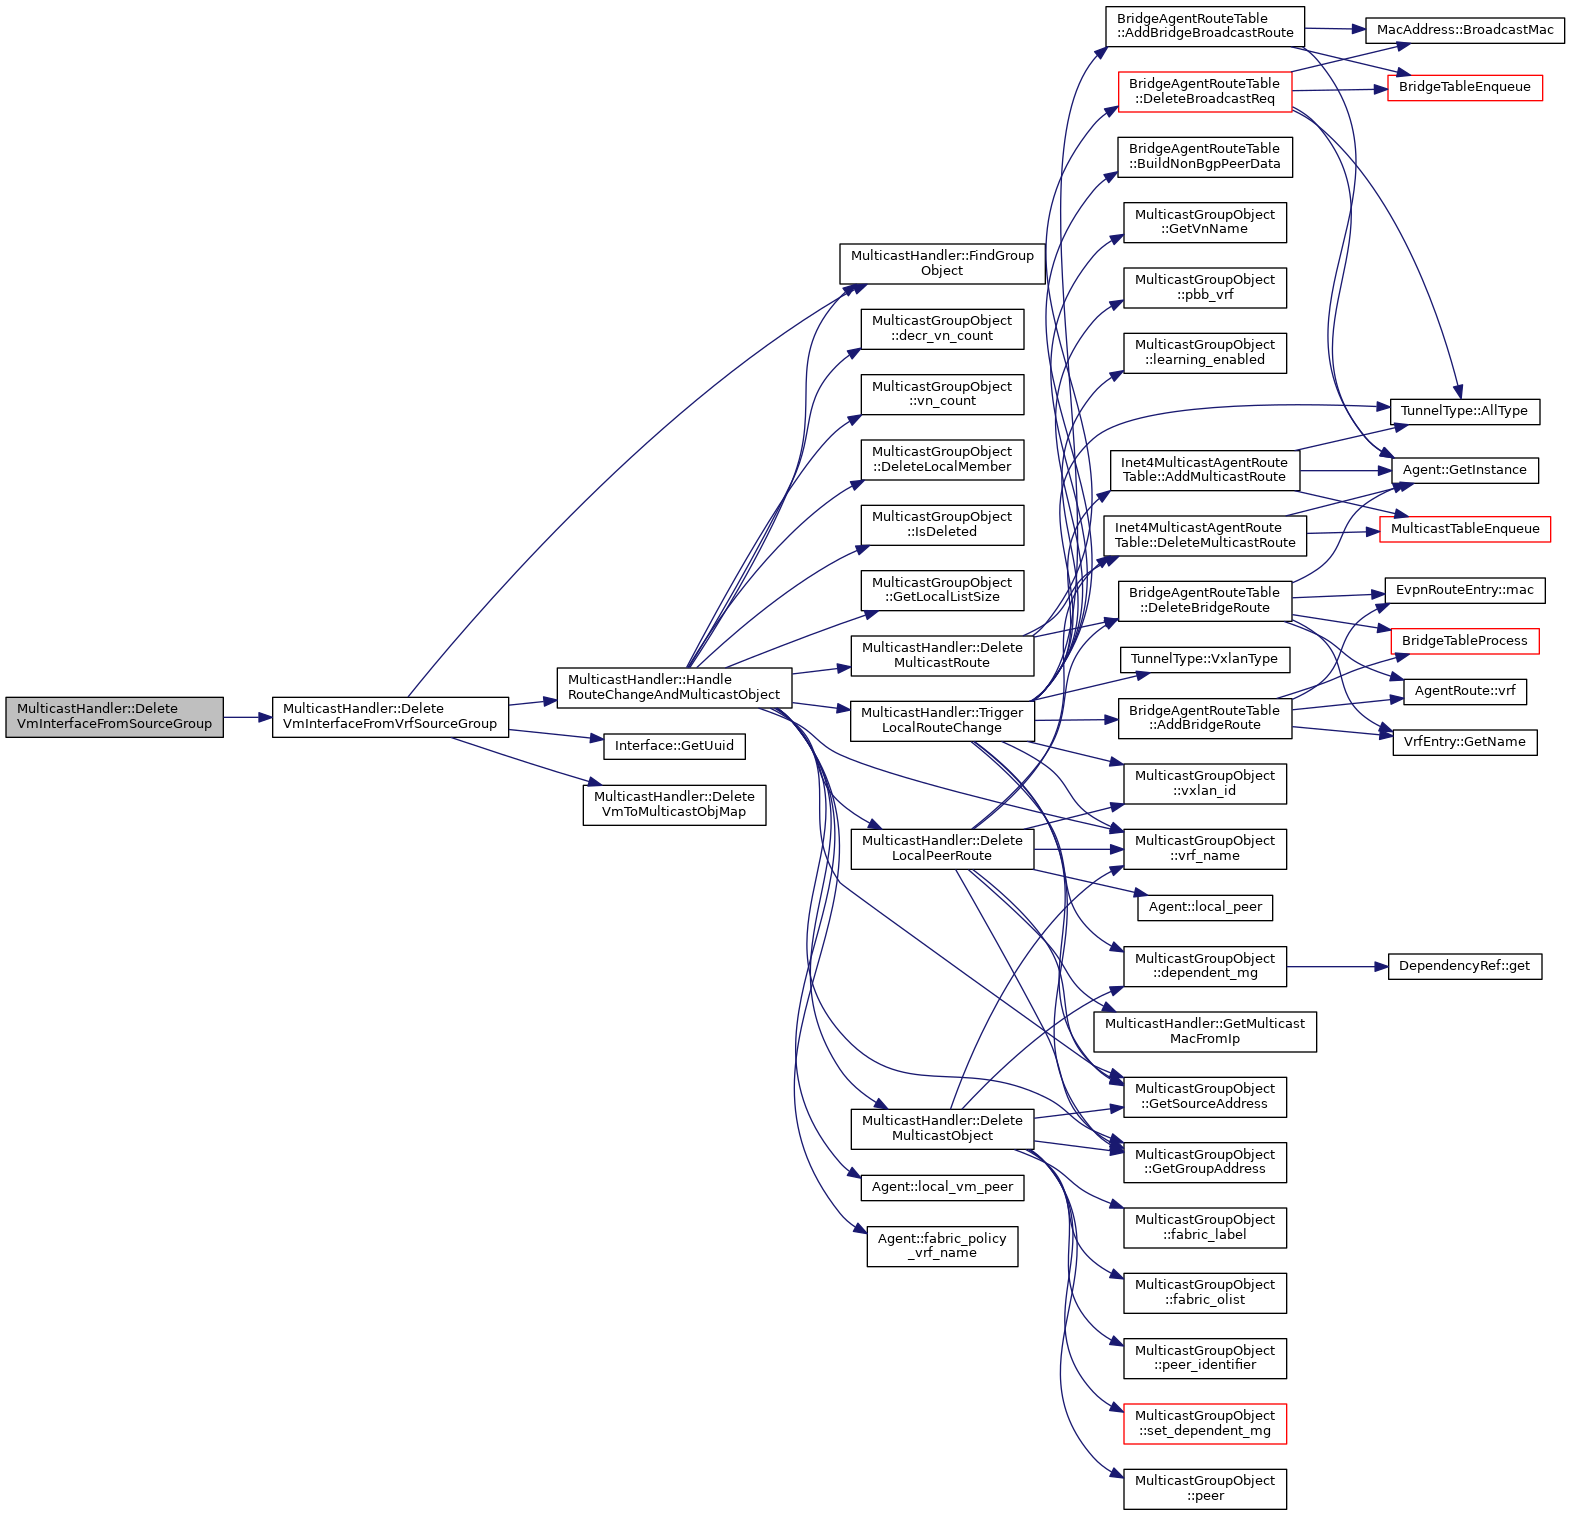 MulticastHandler::Delete
VmInterfaceFromSourceGroup
MulticastHandler::Delete
VmInterfaceFromVrfSourceGroup
MulticastHandler::Handle
RouteChangeAndMulticastObject
Interface::GetUuid
MulticastHandler::Delete
VmToMulticastObjMap
MulticastHandler::FindGroup
Object
MulticastGroupObject
::decr_vn_count
MulticastGroupObject
::vn_count
MulticastGroupObject
::DeleteLocalMember
MulticastGroupObject
::IsDeleted
MulticastGroupObject
::GetLocalListSize
MulticastHandler::Delete
MulticastRoute
MulticastHandler::Trigger
LocalRouteChange
MulticastHandler::Delete
LocalPeerRoute
MulticastHandler::Delete
MulticastObject
Agent::local_vm_peer
Agent::fabric_policy
_vrf_name
BridgeAgentRouteTable
::AddBridgeBroadcastRoute
BridgeAgentRouteTable
::DeleteBroadcastReq
BridgeAgentRouteTable
::BuildNonBgpPeerData
MulticastGroupObject
::GetVnName
MulticastGroupObject
::pbb_vrf
MulticastGroupObject
::learning_enabled
Inet4MulticastAgentRoute
Table::AddMulticastRoute
Inet4MulticastAgentRoute
Table::DeleteMulticastRoute
BridgeAgentRouteTable
::DeleteBridgeRoute
TunnelType::VxlanType
BridgeAgentRouteTable
::AddBridgeRoute
MulticastGroupObject
::vxlan_id
MulticastGroupObject
::vrf_name
Agent::local_peer
MulticastGroupObject
::dependent_mg
MulticastHandler::GetMulticast
MacFromIp
MulticastGroupObject
::GetSourceAddress
MulticastGroupObject
::GetGroupAddress
MulticastGroupObject
::fabric_label
MulticastGroupObject
::fabric_olist
MulticastGroupObject
::peer_identifier
MulticastGroupObject
::set_dependent_mg
MulticastGroupObject
::peer
MacAddress::BroadcastMac
BridgeTableEnqueue
TunnelType::AllType
Agent::GetInstance
MulticastTableEnqueue
EvpnRouteEntry::mac
BridgeTableProcess
AgentRoute::vrf
VrfEntry::GetName
DependencyRef::get